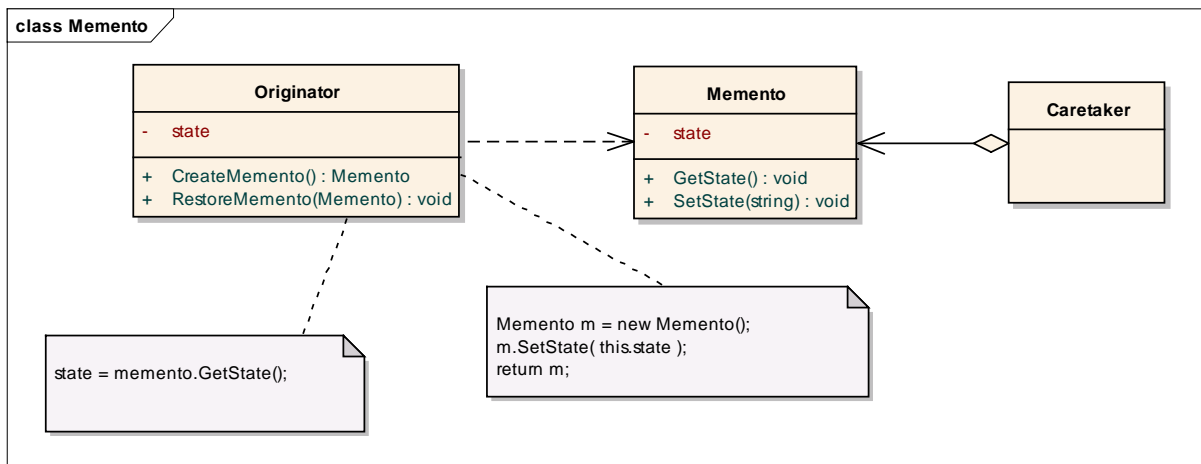 class Memento
Originator
- state
+ CreateMemento() : Memento
+ RestoreMemento(Memento) : void
Memento
- state
+ GetState() : void
+ SetState(string) : void
Caretaker
state = memento.GetState();
Memento m = new Memento();
m.SetState( this.state );
return m;